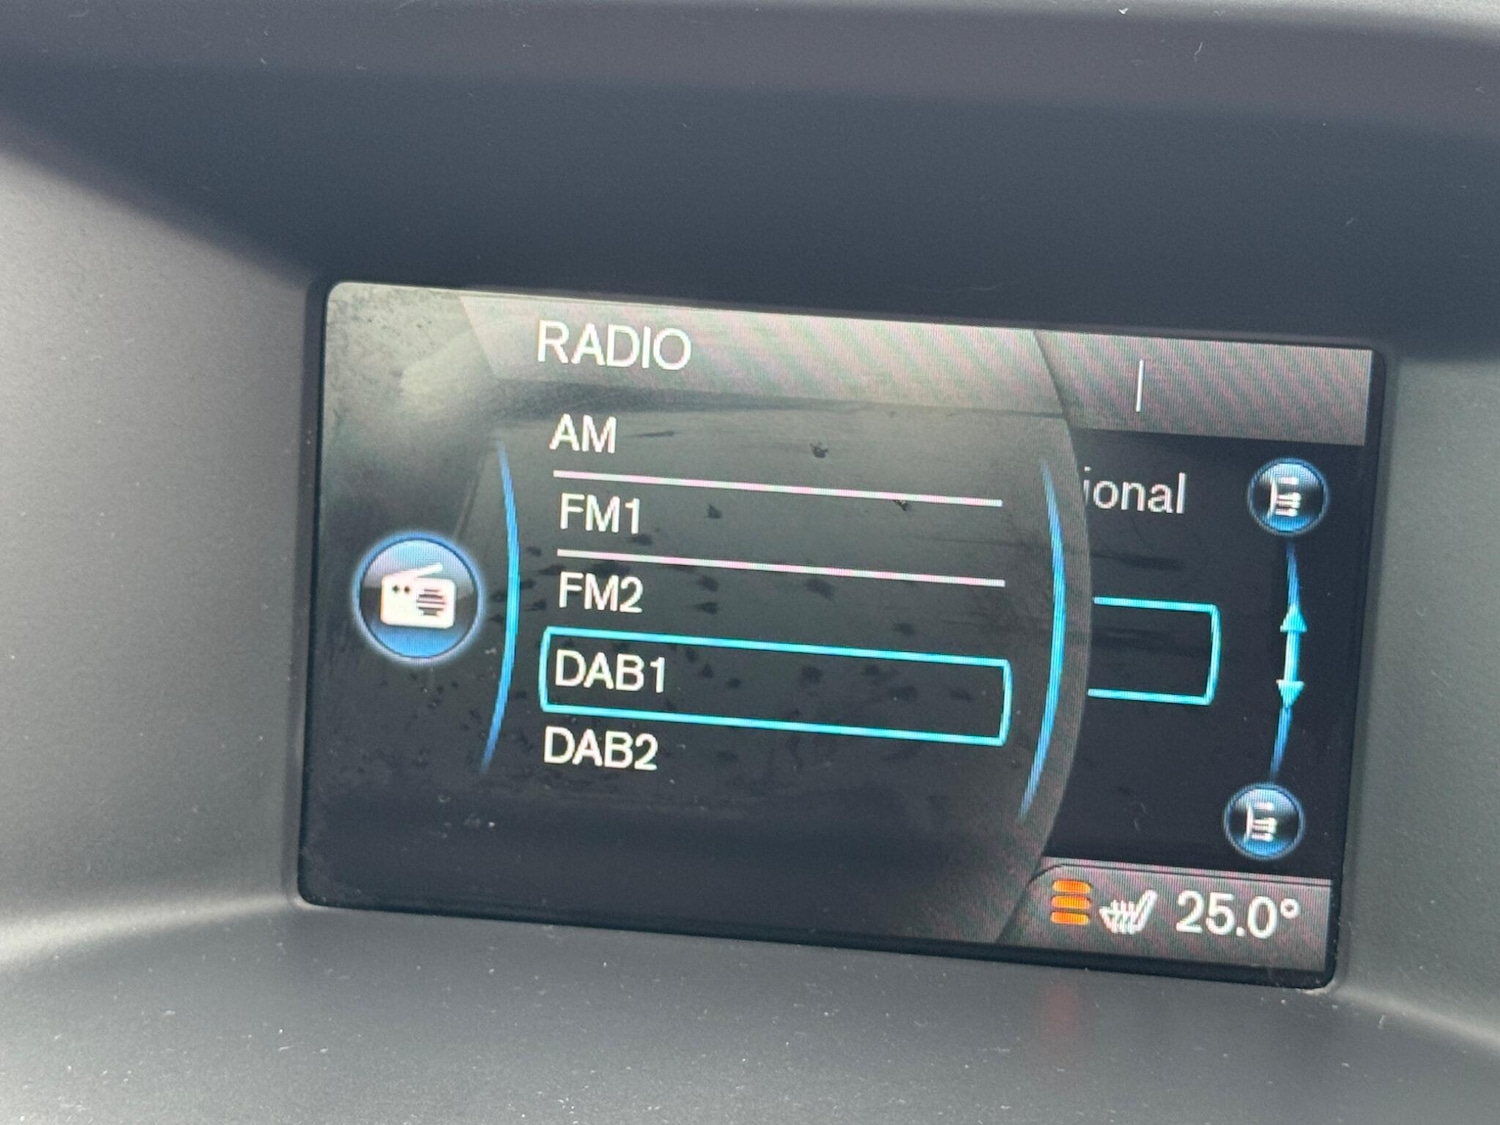 RADIO
AM
FM1
FM2
DAB1
DAB2
ional
25.0°